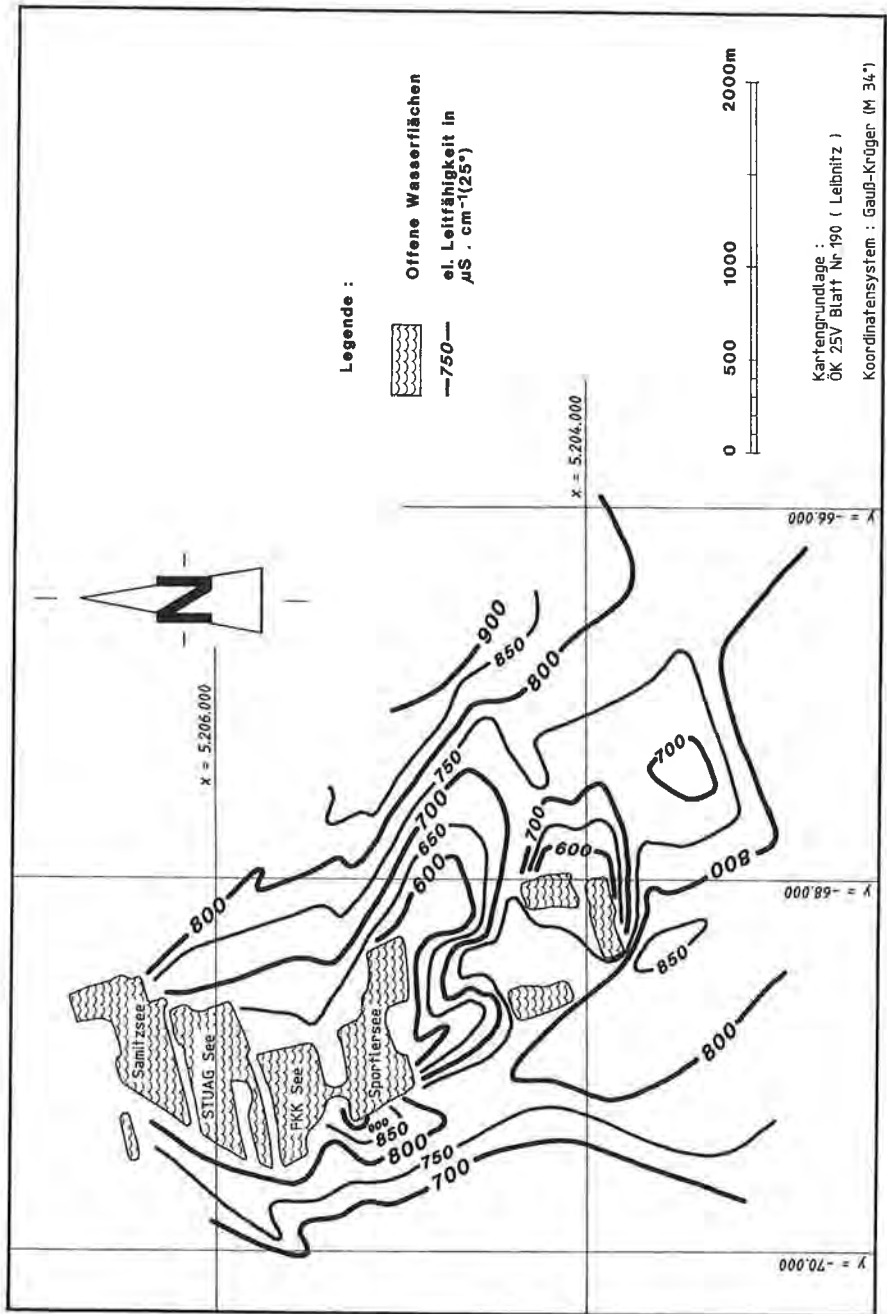 N
x = 5.206.000
Samitzsee
STUAG See
FKK See
Sportlersee
800
750
700
650
600
900
850
800
900
850
800
750
700
700
600
700
850
800
800
x = 5.204.000
y = -66.000
y = -68.000
y = -70.000
Legende :
Offene Wasserflächen
—750—
el. Leitfähigkeit in
µS . cm⁻¹(25°)
0 500 1000 2000m
Kartengrundlage :
ÖK 25V Blatt Nr. 190 ( Leibnitz )
Koordinatensystem : Gauß-Krüger (M 34°)